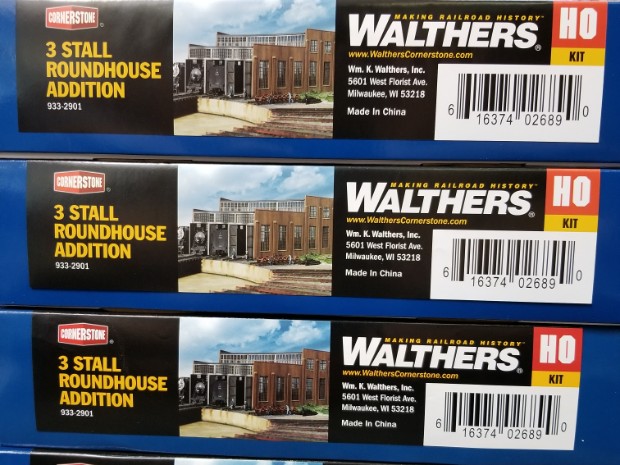 CORNERSTONE®
3 STALL
ROUNDHOUSE
ADDITION
933-2901
MAKING RAILROAD HISTORY™
WALTHERS®
www.WalthersCornerstone.com
Wm. K. Walthers, Inc.
5601 West Florist Ave.
Milwaukee, WI 53218
Made In China
HO
KIT
6 16374 02689 0
CORNERSTONE®
3 STALL
ROUNDHOUSE
ADDITION
933-2901
MAKING RAILROAD HISTORY™
WALTHERS®
www.WalthersCornerstone.com
Wm. K. Walthers, Inc.
5601 West Florist Ave.
Milwaukee, WI 53218
Made In China
HO
KIT
6 16374 02689 0
CORNERSTONE®
3 STALL
ROUNDHOUSE
ADDITION
933-2901
MAKING RAILROAD HISTORY™
WALTHERS®
www.WalthersCornerstone.com
Wm. K. Walthers, Inc.
5601 West Florist Ave.
Milwaukee, WI 53218
Made In China
HO
KIT
6 16374 02689 0